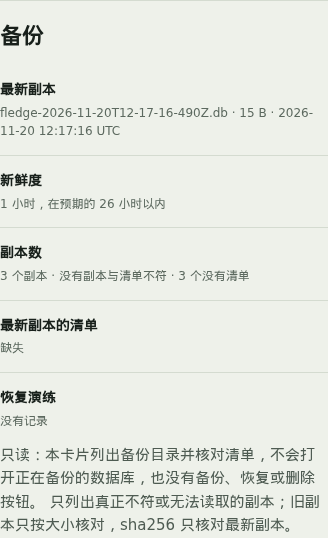 备份
最新副本
fledge-2026-11-20T12-17-16-490Z.db · 15 B · 2026-
11-20 12:17:16 UTC
新鲜度
1 小时，在预期的 26 小时以内
副本数
3 个副本 · 没有副本与清单不符 · 3 个没有清单
最新副本的清单
缺失
恢复演练
没有记录
只读：本卡片列出备份目录并核对清单，不会打
开正在备份的数据库，也没有备份、恢复或删除
按钮。 只列出真正不符或无法读取的副本；旧副
本只按大小核对，sha256 只核对最新副本。